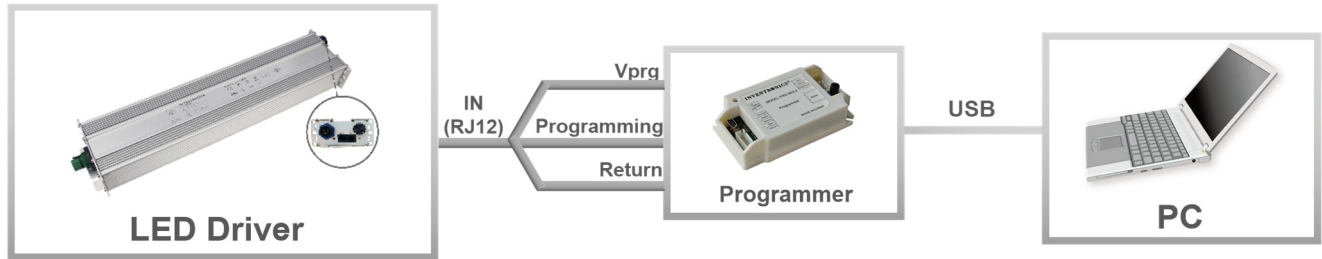 LED Driver
IN
(RJ12)
Vprg
Programming
Return
INVENTRONICS
Programmer
USB
PC